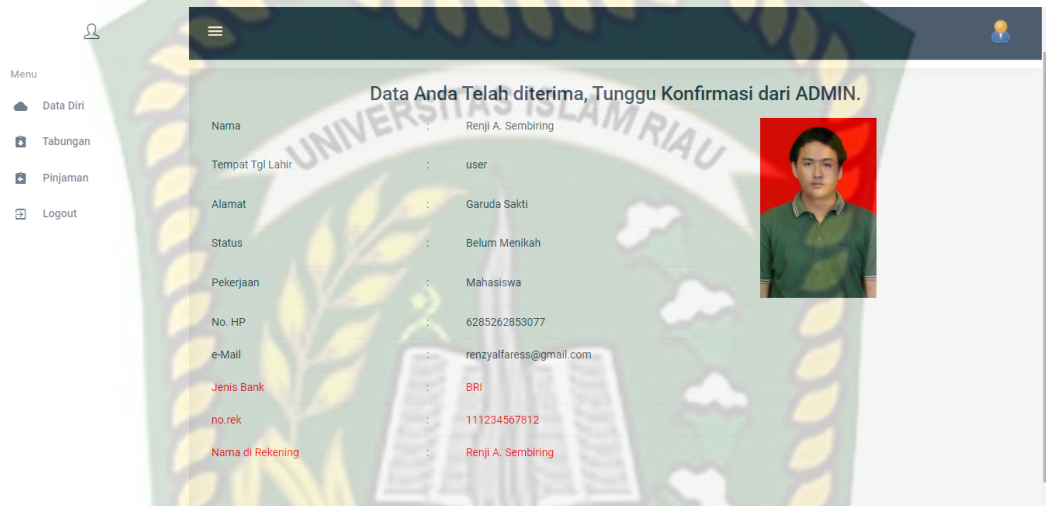 Menu
Data Diri
Tabungan
Pinjaman
Logout
Data Anda Telah diterima, Tunggu Konfirmasi dari ADMIN.
UNIVERSITAS ISLAM RIAU
Nama : Renji A. Sembiring
Tempat Tgl Lahir : user
Alamat : Garuda Sakti
Status : Belum Menikah
Pekerjaan : Mahasiswa
No. HP : 6285262853077
e-Mail : renzyalfaress@gmail.com
Jenis Bank : BRI
no.rek : 111234567812
Nama di Rekening : Renji A. Sembiring